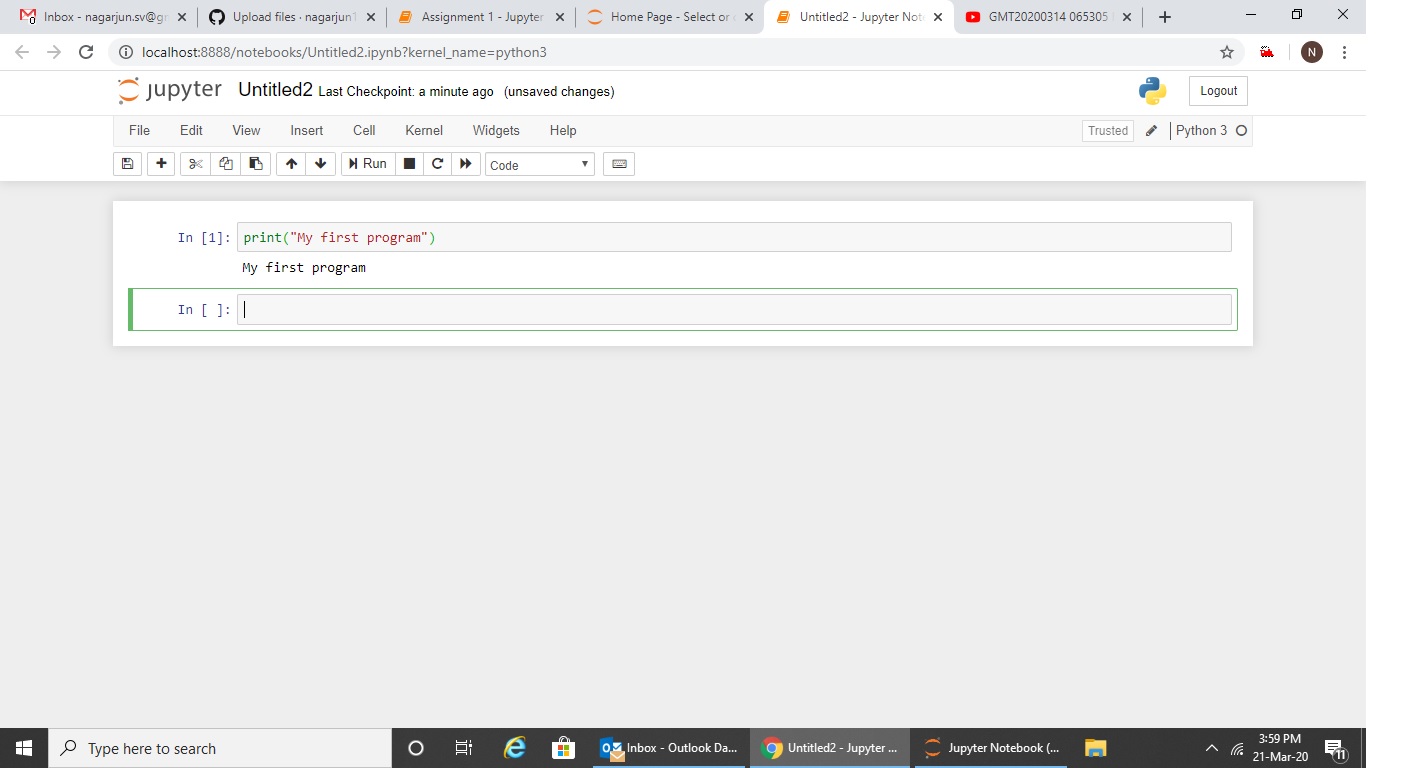 Inbox - nagarjun.sv@gm
Upload files · nagarjun1
Assignment 1 - Jupyter
Home Page - Select or c
Untitled2 - Jupyter Not
GMT20200314 065305
localhost:8888/notebooks/Untitled2.ipynb?kernel_name=python3
N
jupyter Untitled2 Last Checkpoint: a minute ago (unsaved changes)
Logout
File Edit View Insert Cell Kernel Widgets Help
Trusted Python 3
Run Code
In [1]: print("My first program")
My first program
In [ ]:
Type here to search
Inbox - Outlook Da...
Untitled2 - Jupyter ...
Jupyter Notebook (...
3:59 PM
21-Mar-20
11